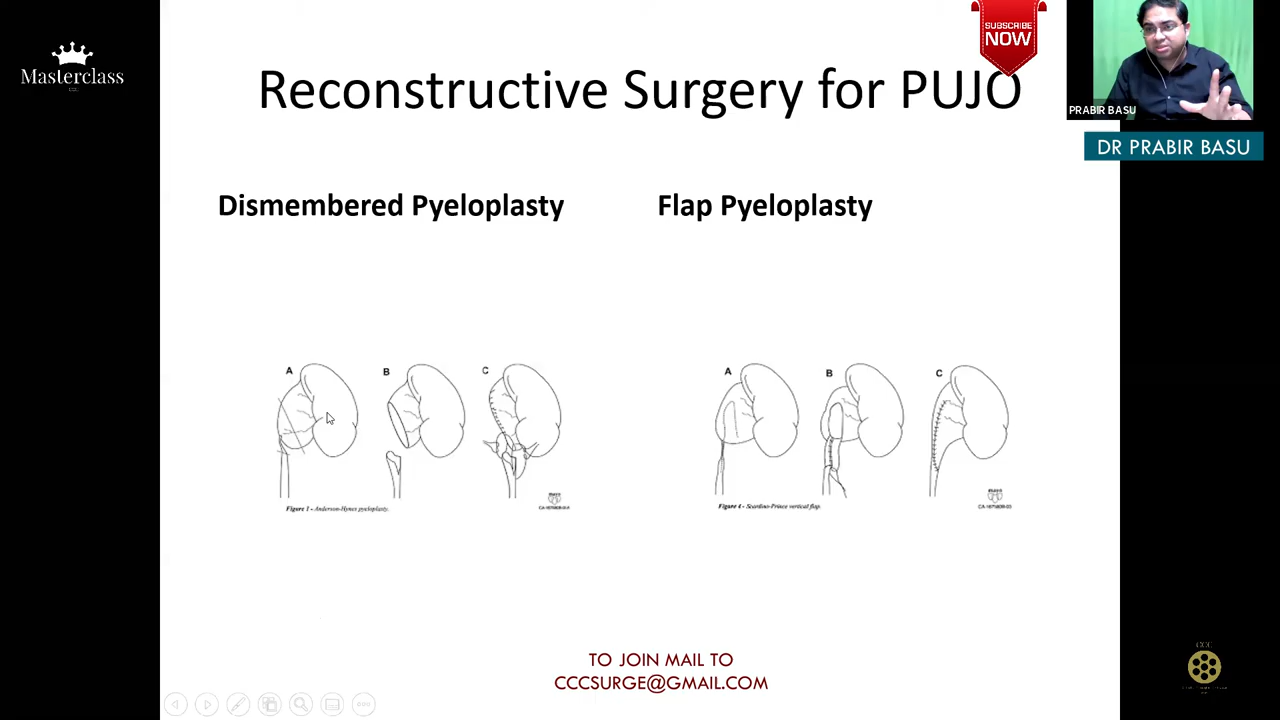 Masterclass
SUBSCRIBE
NOW
PRABIR BASU
DR PRABIR BASU
Reconstructive Surgery for PUJO
Dismembered Pyeloplasty
Flap Pyeloplasty
A
B
C
Figure 1 - Anderson-Hynes pyeloplasty.
A
B
C
Figure 4 - Scardino-Prince vertical flap.
TO JOIN MAIL TO
CCCSURGE@GMAIL.COM
CCC